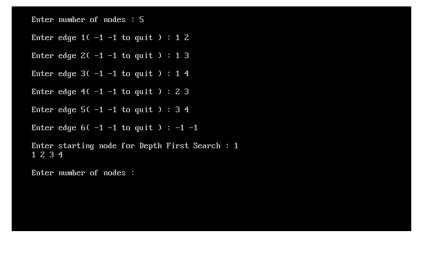 Enter number of nodes : 5
Enter edge 1( -1 -1 to quit ) : 1 2
Enter edge 2( -1 -1 to quit ) : 1 3
Enter edge 3( -1 -1 to quit ) : 1 4
Enter edge 4( -1 -1 to quit ) : 2 3
Enter edge 5( -1 -1 to quit ) : 3 4
Enter edge 6( -1 -1 to quit ) : -1 -1
Enter starting node for Depth First Search : 1
1 2 3 4
Enter number of nodes :